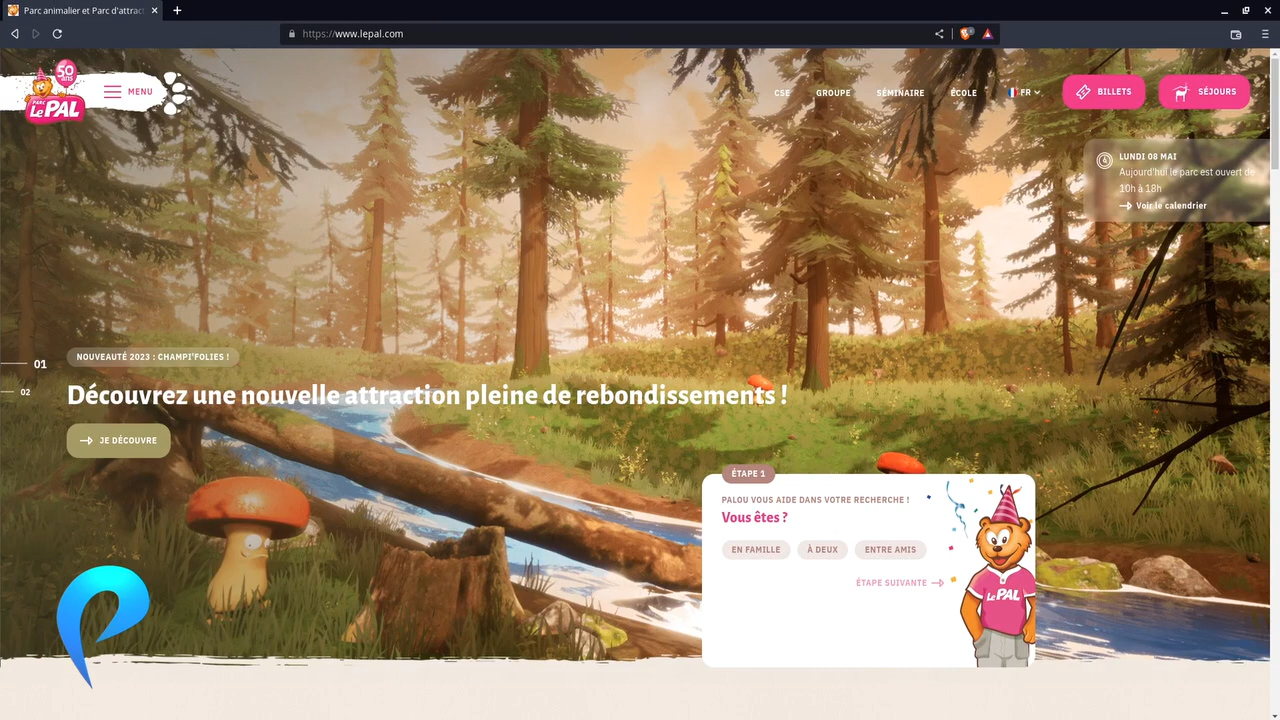 Parc animalier et Parc d'attrac
https://www.lepal.com
50
ans
PARC
Le PAL
MENU
CSE
GROUPE
SÉMINAIRE
ÉCOLE
FR
BILLETS
SÉJOURS
LUNDI 08 MAI
Aujourd'hui le parc est ouvert de
10h à 18h
Voir le calendrier
01
NOUVEAUTÉ 2023 : CHAMPI'FOLIES !
02
Découvrez une nouvelle attraction pleine de rebondissements !
JE DÉCOUVRE
ÉTAPE 1
PALOU VOUS AIDE DANS VOTRE RECHERCHE !
Vous êtes ?
EN FAMILLE
À DEUX
ENTRE AMIS
ÉTAPE SUIVANTE
Le PAL